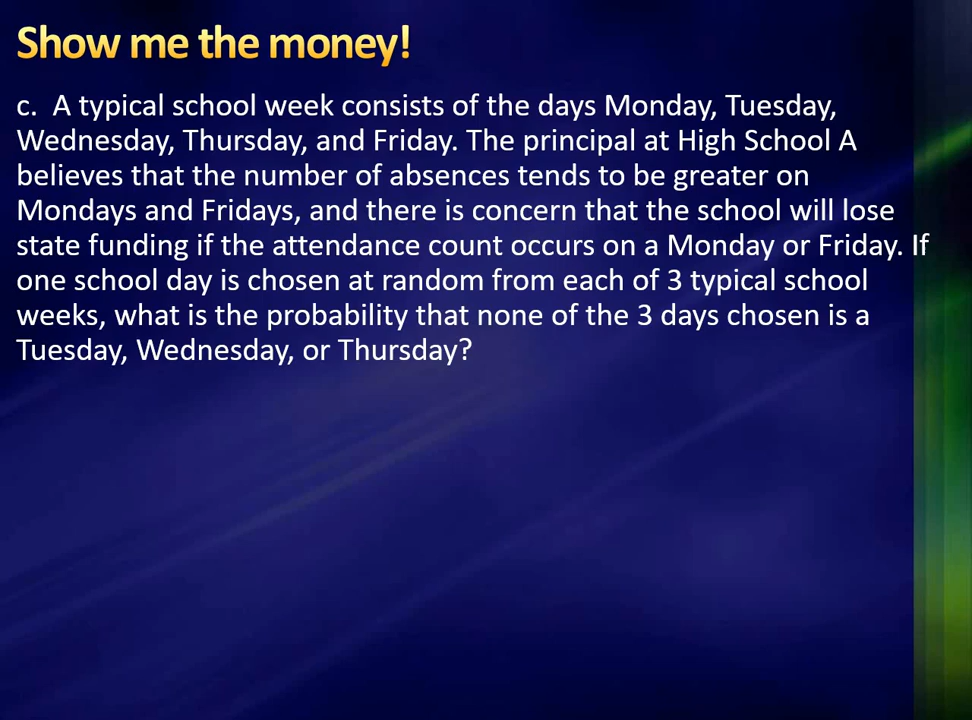 Show me the money!
c.  A typical school week consists of the days Monday, Tuesday,
Wednesday, Thursday, and Friday. The principal at High School A
believes that the number of absences tends to be greater on
Mondays and Fridays, and there is concern that the school will lose
state funding if the attendance count occurs on a Monday or Friday. If
one school day is chosen at random from each of 3 typical school
weeks, what is the probability that none of the 3 days chosen is a
Tuesday, Wednesday, or Thursday?